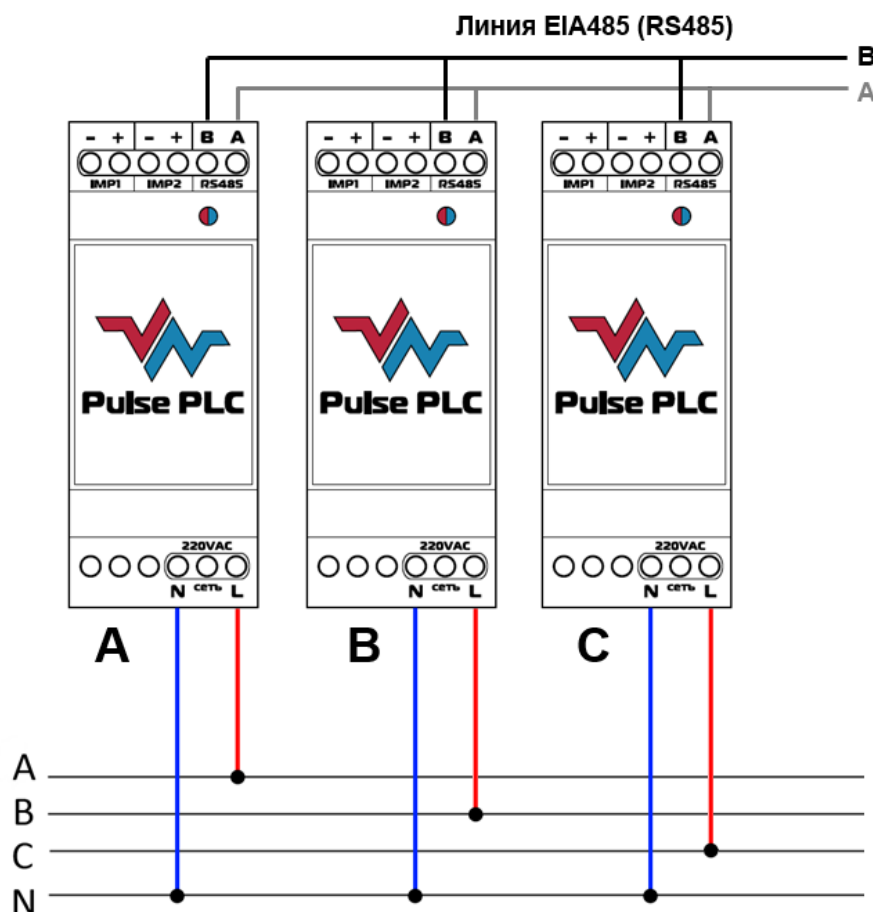 Линия EIA485 (RS485)
B
A
- + - + B A
IMP1 IMP2 RS485
- + - + B A
IMP1 IMP2 RS485
- + - + B A
IMP1 IMP2 RS485
Pulse PLC
Pulse PLC
Pulse PLC
220VAC
N сеть L
220VAC
N сеть L
220VAC
N сеть L
A
B
C
A
B
C
N